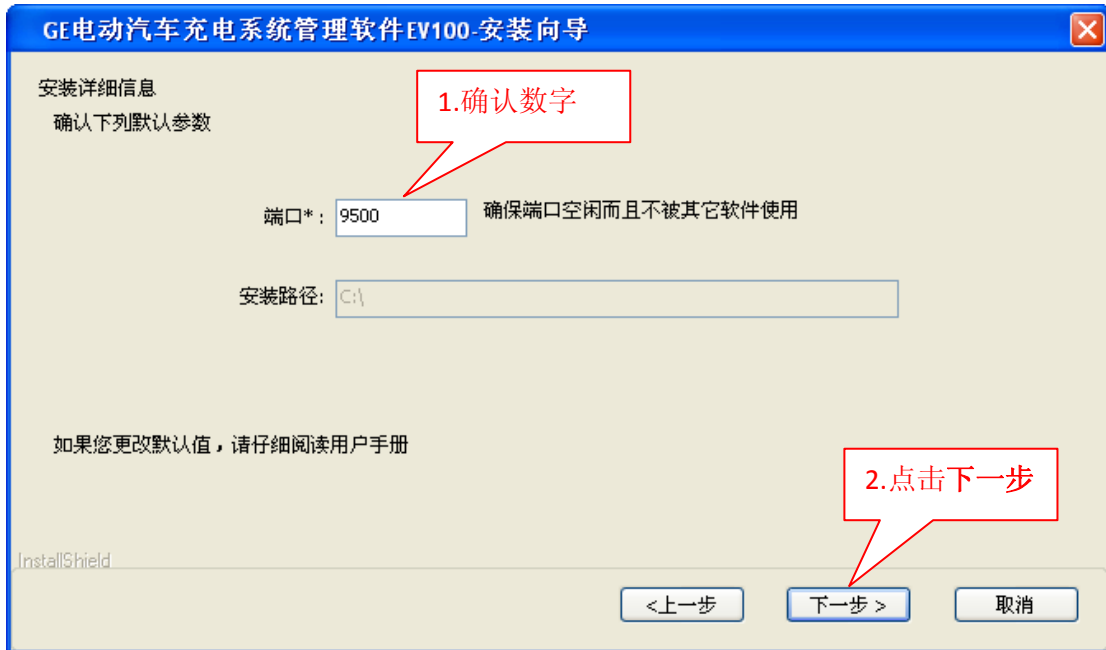 GE电动汽车充电系统管理软件EV100-安装向导
安装详细信息
确认下列默认参数
1.确认数字
端口*: 9500 确保端口空闲而且不被其它软件使用
安装路径: C:\
如果您更改默认值，请仔细阅读用户手册
2.点击下一步
InstallShield
<上一步 下一步 > 取消